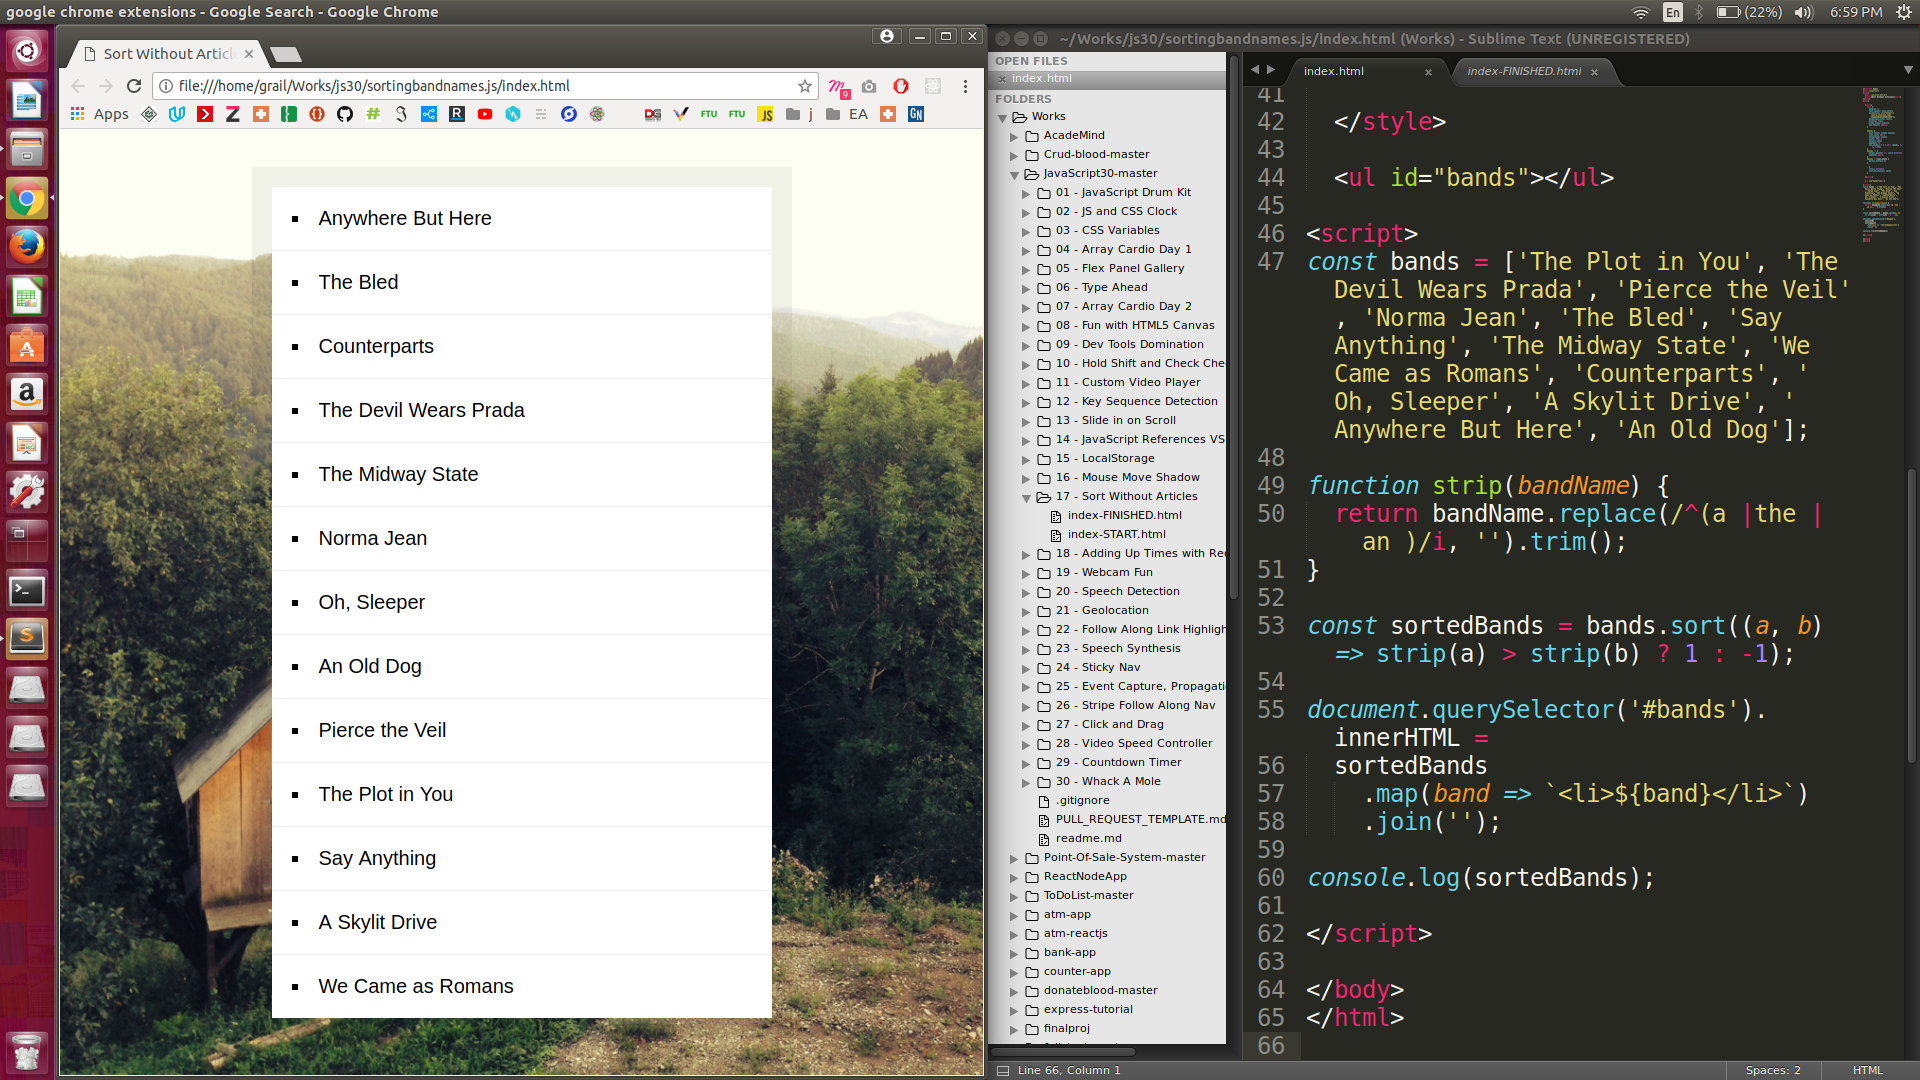 google chrome extensions - Google Search - Google Chrome
En
(22%)
6:59 PM
Sort Without Articl
file:///home/grail/Works/js30/sortingbandnames.js/index.html
9
Apps
FTU
FTU
JS
j
EA
GN
Anywhere But Here
The Bled
Counterparts
The Devil Wears Prada
The Midway State
Norma Jean
Oh, Sleeper
An Old Dog
Pierce the Veil
The Plot in You
Say Anything
A Skylit Drive
We Came as Romans
~/Works/js30/sortingbandnames.js/index.html (Works) - Sublime Text (UNREGISTERED)
OPEN FILES
index.html
FOLDERS
Works
AcadeMind
Crud-blood-master
JavaScript30-master
01 - JavaScript Drum Kit
02 - JS and CSS Clock
03 - CSS Variables
04 - Array Cardio Day 1
05 - Flex Panel Gallery
06 - Type Ahead
07 - Array Cardio Day 2
08 - Fun with HTML5 Canvas
09 - Dev Tools Domination
10 - Hold Shift and Check Che
11 - Custom Video Player
12 - Key Sequence Detection
13 - Slide in on Scroll
14 - JavaScript References VS
15 - LocalStorage
16 - Mouse Move Shadow
17 - Sort Without Articles
index-FINISHED.html
index-START.html
18 - Adding Up Times with Rec
19 - Webcam Fun
20 - Speech Detection
21 - Geolocation
22 - Follow Along Link Highligh
23 - Speech Synthesis
24 - Sticky Nav
25 - Event Capture, Propagati
26 - Stripe Follow Along Nav
27 - Click and Drag
28 - Video Speed Controller
29 - Countdown Timer
30 - Whack A Mole
.gitignore
PULL_REQUEST_TEMPLATE.md
readme.md
Point-Of-Sale-System-master
ReactNodeApp
ToDoList-master
atm-app
atm-reactjs
bank-app
counter-app
donateblood-master
express-tutorial
finalproj
index.html
index-FINISHED.html
41
42 </style>
43
44 <ul id="bands"></ul>
45
46 <script>
47 const bands = ['The Plot in You', 'The
Devil Wears Prada', 'Pierce the Veil'
, 'Norma Jean', 'The Bled', 'Say
Anything', 'The Midway State', 'We
Came as Romans', 'Counterparts', '
Oh, Sleeper', 'A Skylit Drive', '
Anywhere But Here', 'An Old Dog'];
48
49 function strip(bandName) {
50 return bandName.replace(/^(a |the |
an )/i, '').trim();
51 }
52
53 const sortedBands = bands.sort((a, b)
=> strip(a) > strip(b) ? 1 : -1);
54
55 document.querySelector('#bands').
innerHTML =
56 sortedBands
57 .map(band => `<li>${band}</li>`)
58 .join('');
59
60 console.log(sortedBands);
61
62 </script>
63
64 </body>
65 </html>
66
Line 66, Column 1
Spaces: 2
HTML